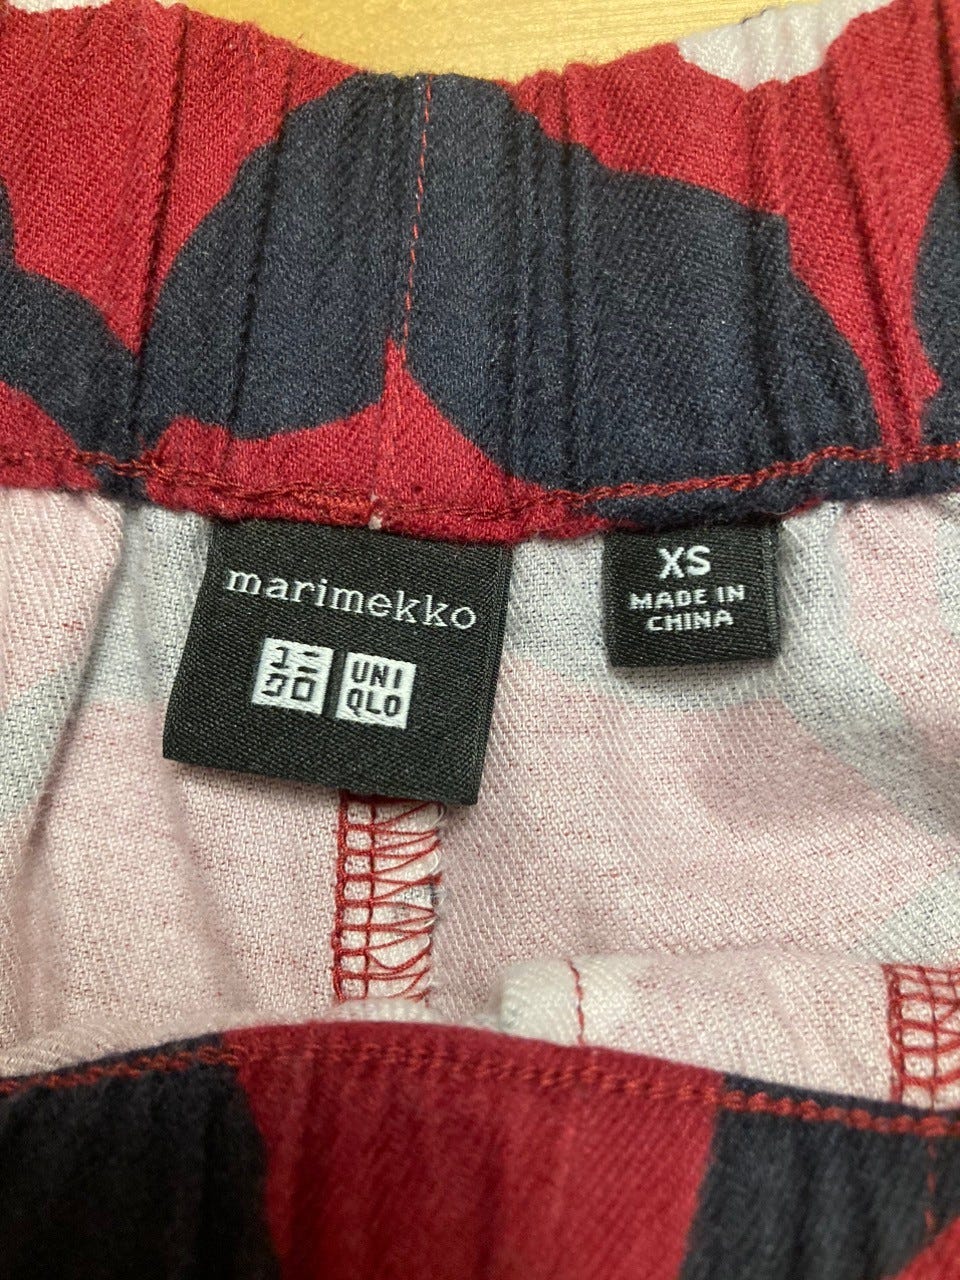 marimekko
ユニ
クロ
UNI
QLO
XS
MADE IN
CHINA